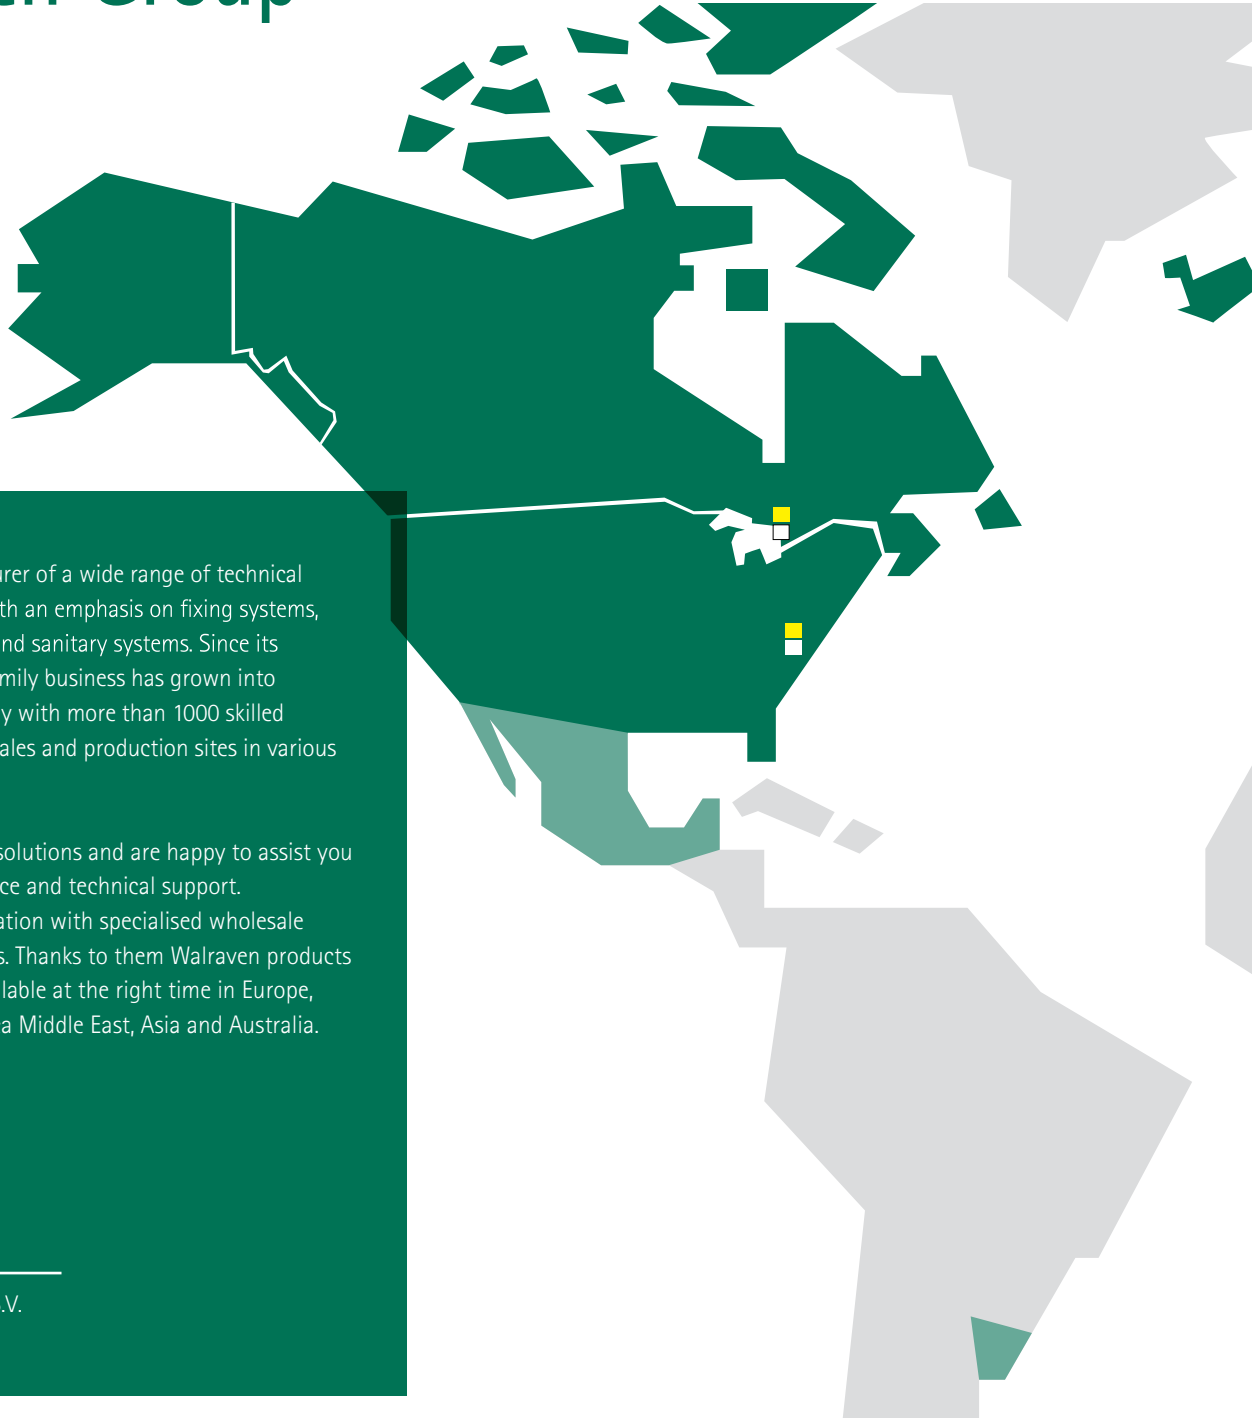 Group
urer of a wide range of technical
th an emphasis on fixing systems,
nd sanitary systems. Since its
mily business has grown into
y with more than 1000 skilled
ales and production sites in various
solutions and are happy to assist you
ce and technical support.
ation with specialised wholesale
s. Thanks to them Walraven products
lable at the right time in Europe,
a Middle East, Asia and Australia.
.V.